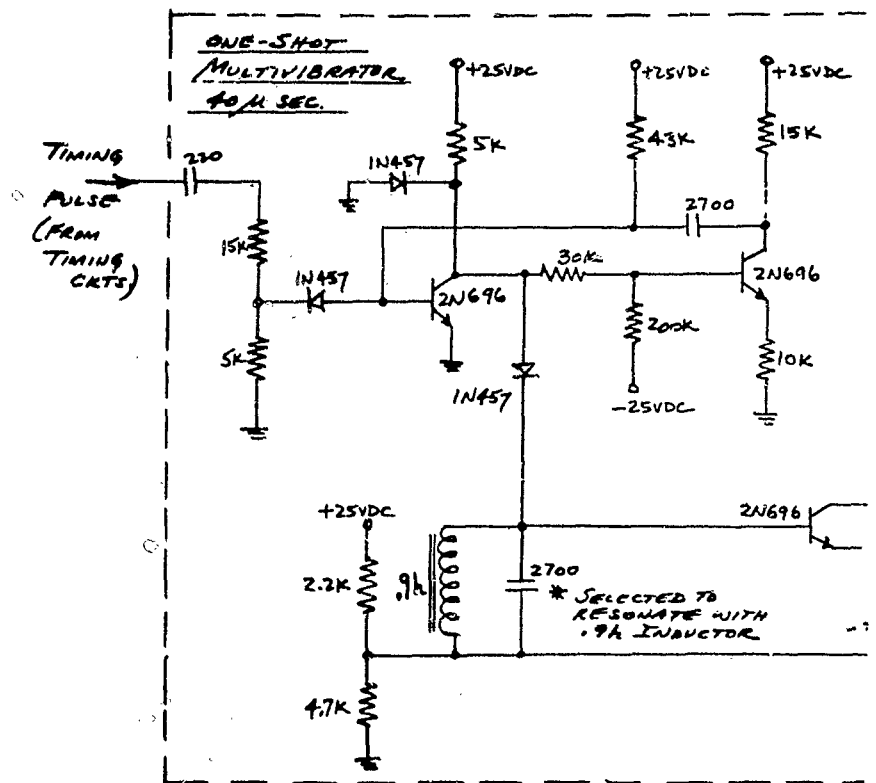 ONE-SHOT
MULTIVIBRATOR
40 μ SEC.
+25VDC
+25VDC
+25VDC
5K
43K
15K
TIMING
PULSE
(FROM
TIMING
CKTS)
220
1N457
2700
15K
1N457
2N696
30K
2N696
5K
200K
10K
1N457
-25VDC
+25VDC
2N696
2.2K
.9h
2700
* SELECTED TO
RESONATE WITH
.9h INDUCTOR
4.7K